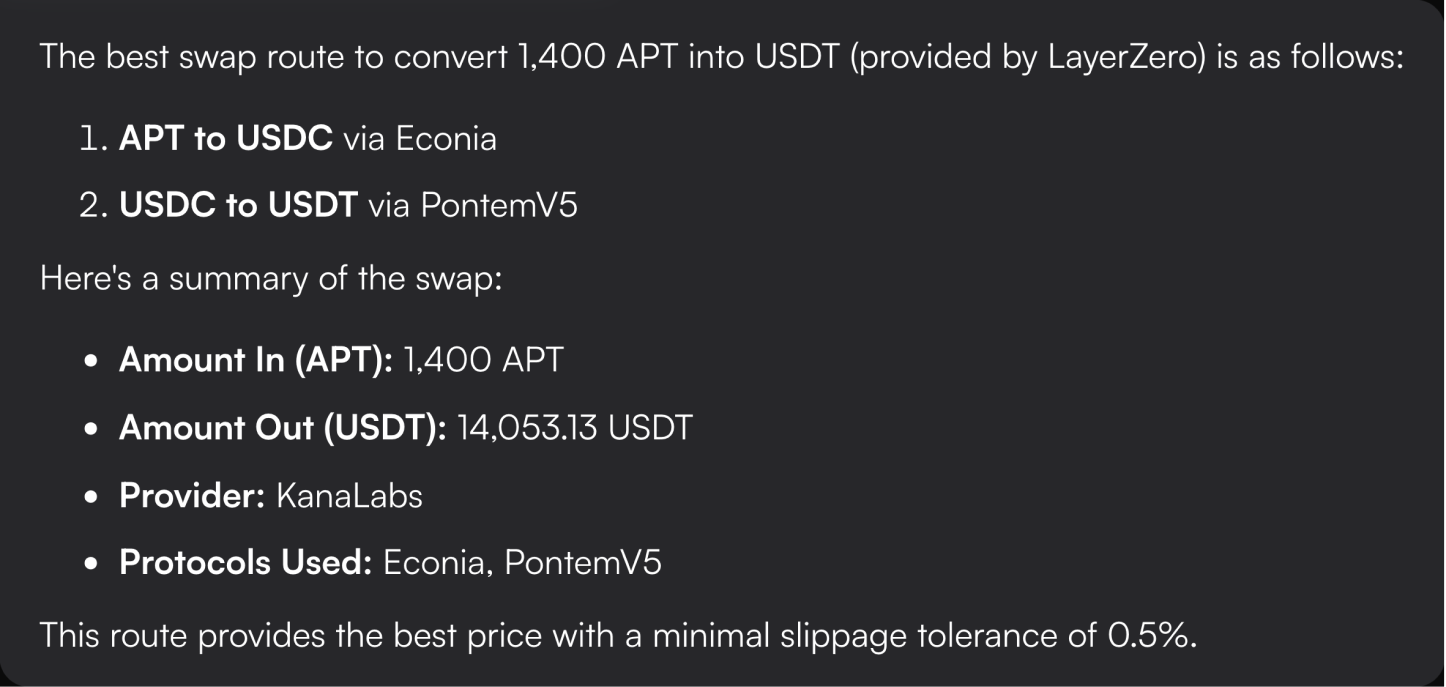 The best swap route to convert 1,400 APT into USDT (provided by LayerZero) is as follows:
1. APT to USDC via Econia
2. USDC to USDT via PontemV5
Here's a summary of the swap:
• Amount In (APT): 1,400 APT
• Amount Out (USDT): 14,053.13 USDT
• Provider: KanaLabs
• Protocols Used: Econia, PontemV5
This route provides the best price with a minimal slippage tolerance of 0.5%.